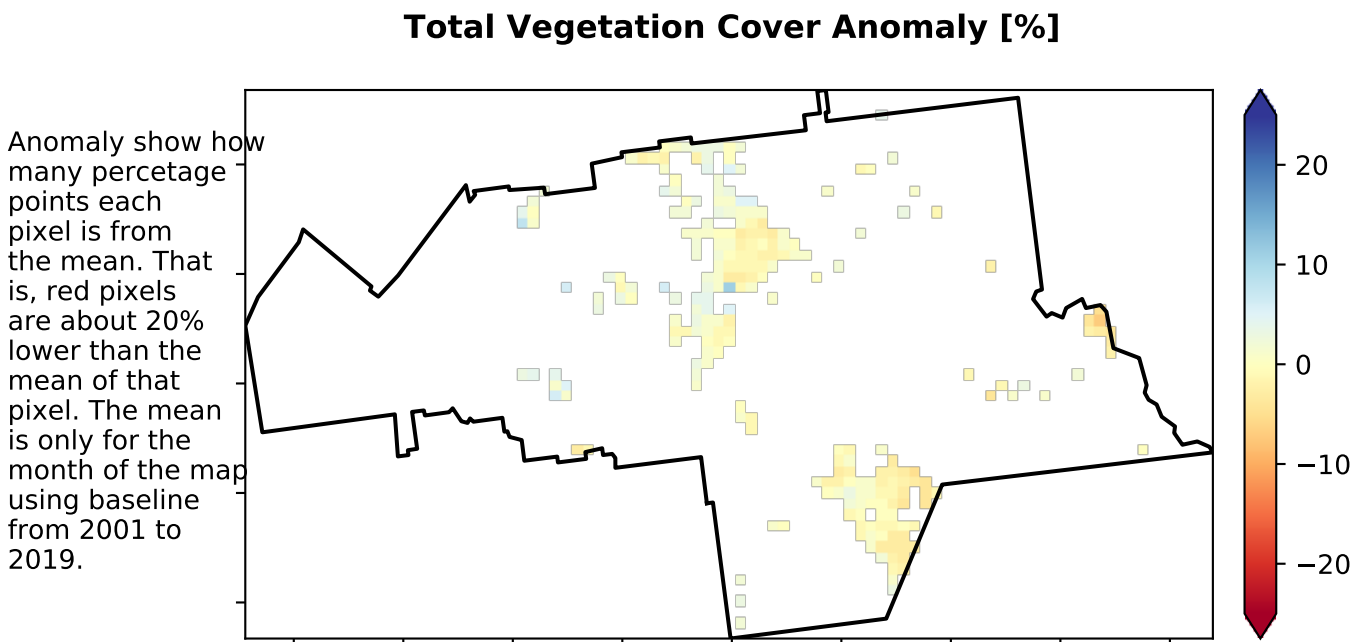 Total Vegetation Cover Anomaly [%]
Anomaly show how
many percetage
points each
pixel is from
the mean. That
is, red pixels
are about 20%
lower than the
mean of that
pixel. The mean
is only for the
month of the map
using baseline
from 2001 to
2019.
20
10
0
−10
−20